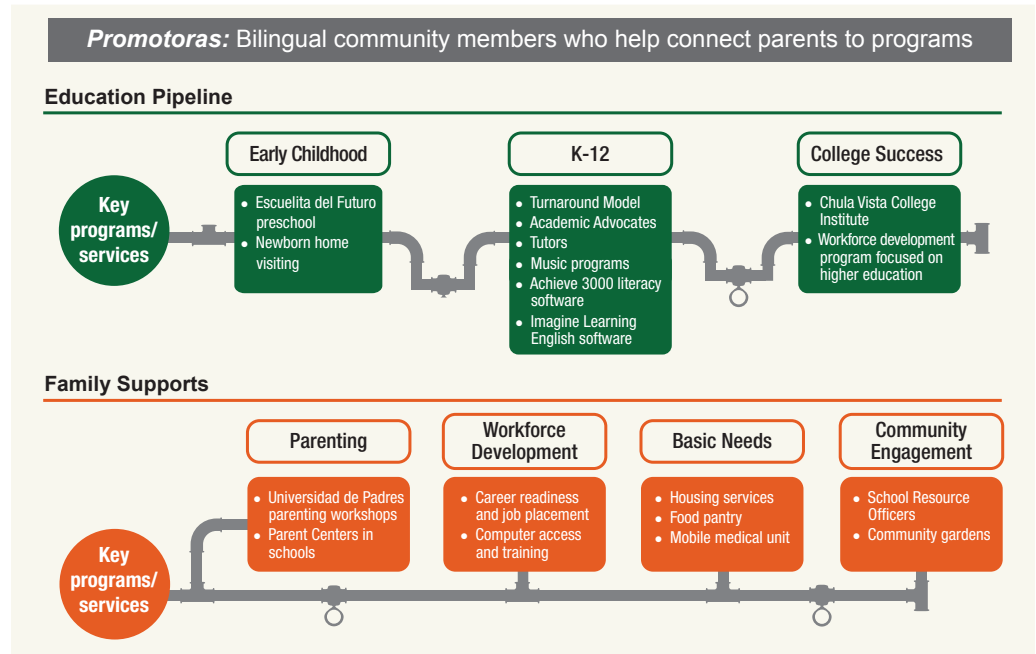 Promotoras: Bilingual community members who help connect parents to programs
Education Pipeline
Key
programs/
services
Early Childhood
• Escuelita del Futuro
preschool
• Newborn home
visiting
K-12
• Turnaround Model
• Academic Advocates
• Tutors
• Music programs
• Achieve 3000 literacy
software
• Imagine Learning
English software
College Success
• Chula Vista College
Institute
• Workforce development
program focused on
higher education
Family Supports
Key
programs/
services
Parenting
• Universidad de Padres
parenting workshops
• Parent Centers in
schools
Workforce
Development
• Career readiness
and job placement
• Computer access
and training
Basic Needs
• Housing services
• Food pantry
• Mobile medical unit
Community
Engagement
• School Resource
Officers
• Community gardens